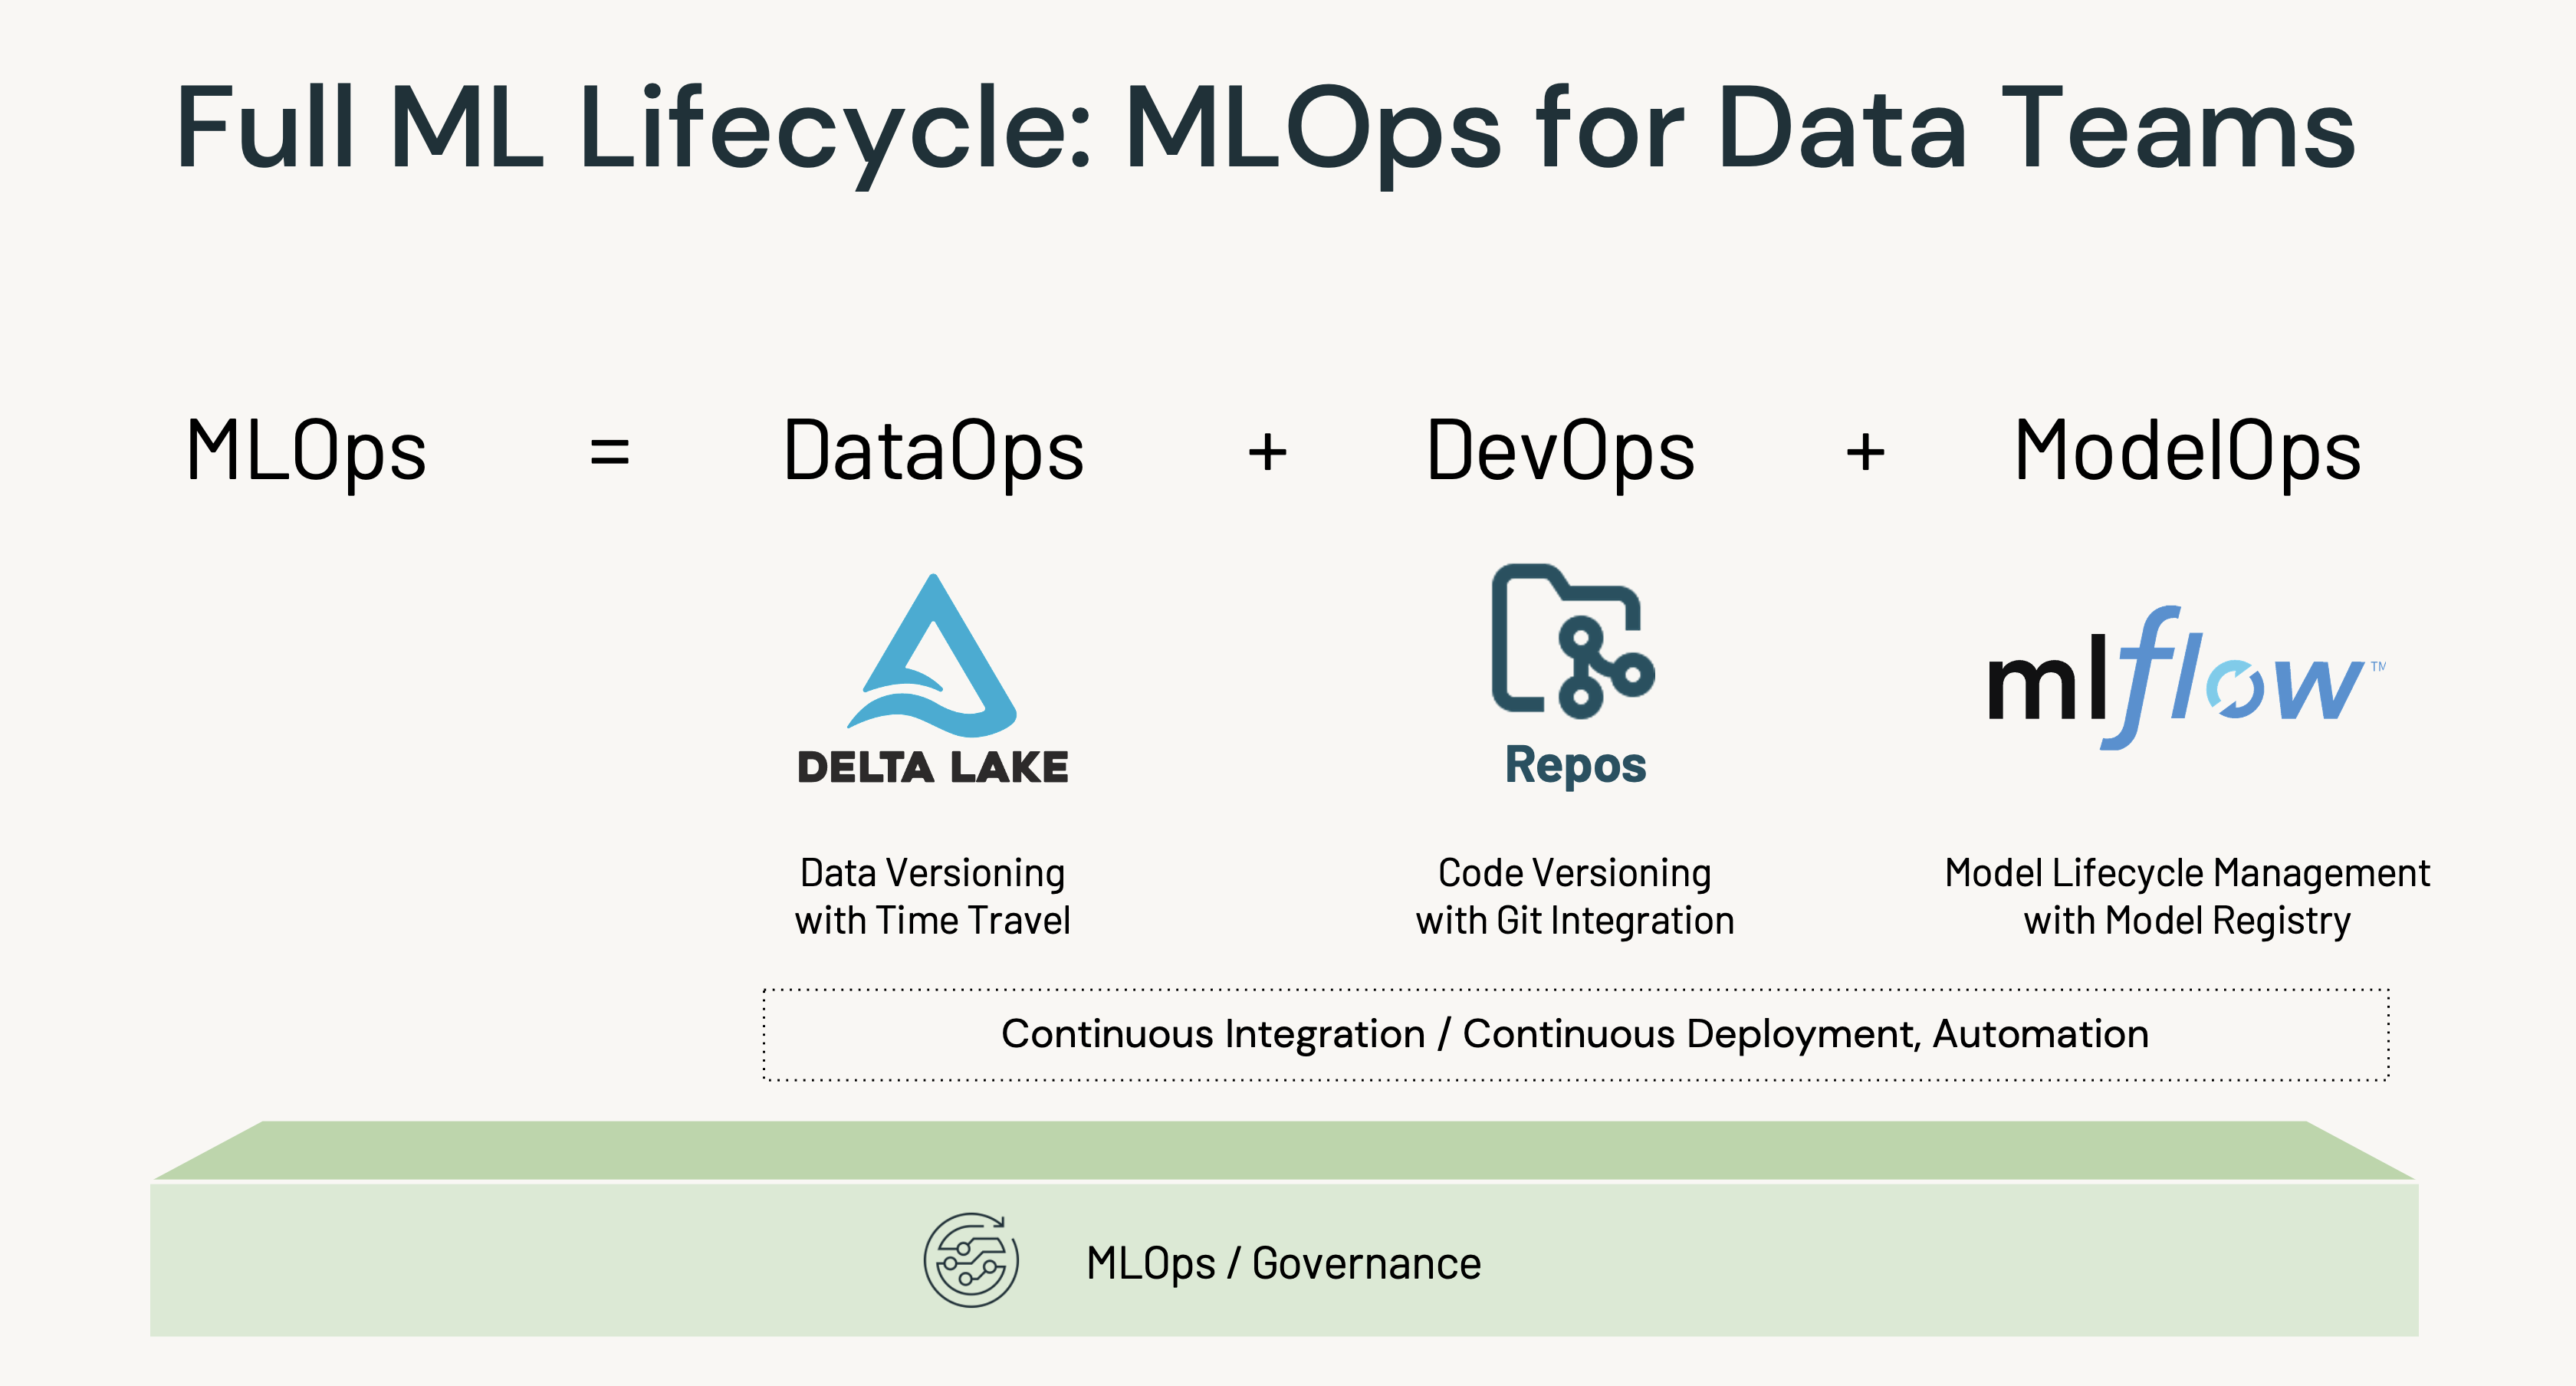 Full ML Lifecycle: MLOps for Data Teams
MLOps = DataOps + DevOps + ModelOps
DELTA LAKE
Repos
mlflow™
Data Versioning
with Time Travel
Code Versioning
with Git Integration
Model Lifecycle Management
with Model Registry
Continuous Integration / Continuous Deployment, Automation
MLOps / Governance